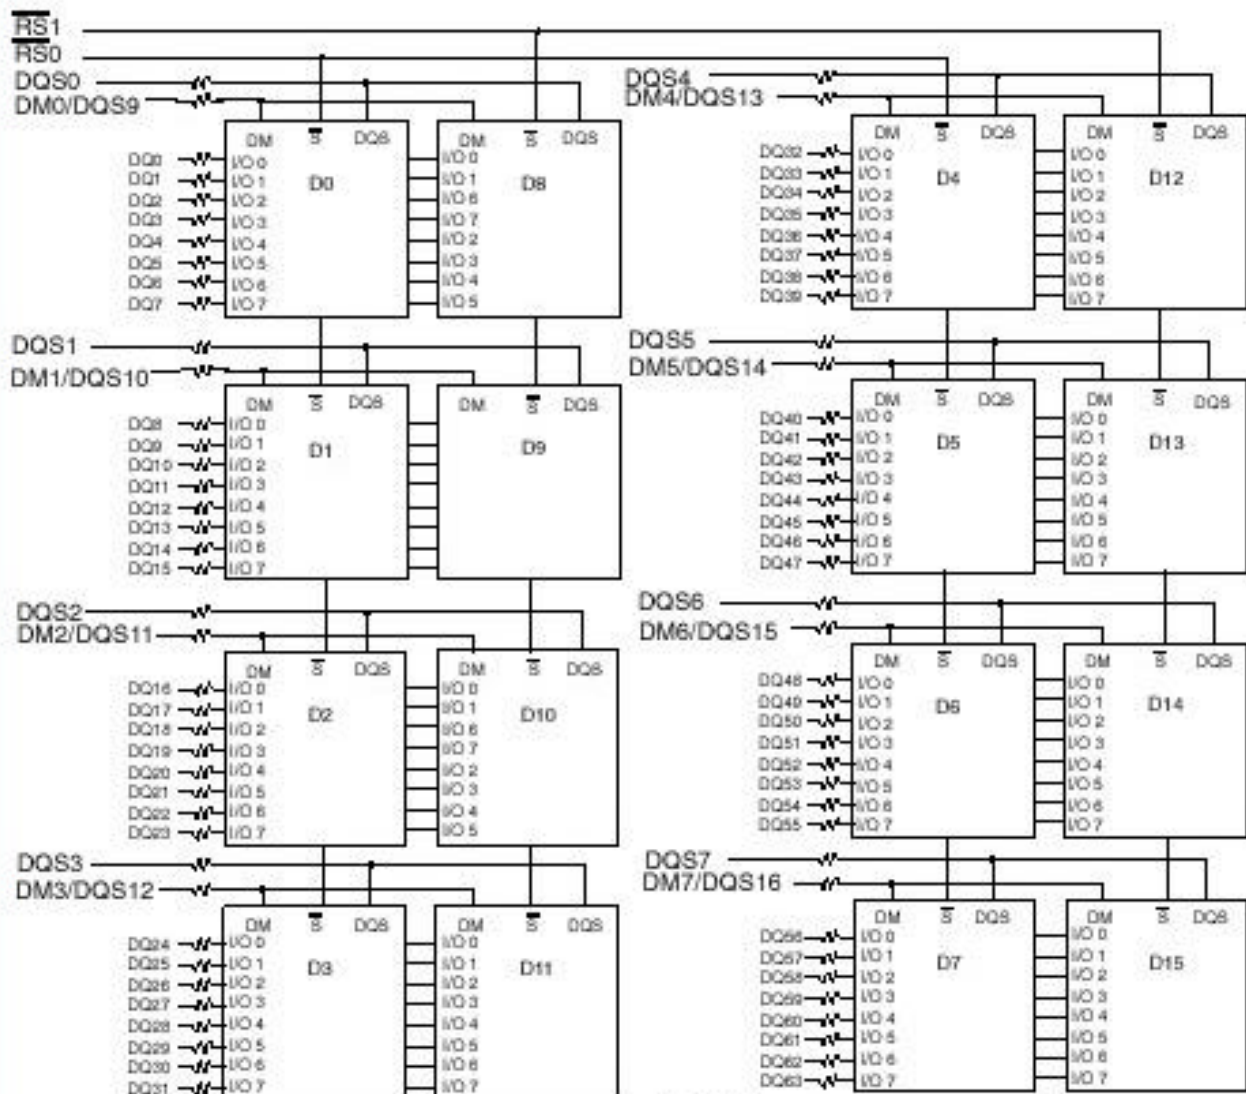 RS1
RS0
DQS0
DM0/DQS9
DM S DQS
DM S DQS
DQ0 I/O 0
DQ1 I/O 1
DQ2 I/O 2
DQ3 I/O 3
DQ4 I/O 4
DQ5 I/O 5
DQ6 I/O 6
DQ7 I/O 7
D0
I/O 0
I/O 1
I/O 6
I/O 7
I/O 2
I/O 3
I/O 4
I/O 5
D8
DQS1
DM1/DQS10
DM S DQS
DM S DQS
DQ8 I/O 0
DQ9 I/O 1
DQ10 I/O 2
DQ11 I/O 3
DQ12 I/O 4
DQ13 I/O 5
DQ14 I/O 6
DQ15 I/O 7
D1
D9
DQS2
DM2/DQS11
DM S DQS
DM S DQS
DQ16 I/O 0
DQ17 I/O 1
DQ18 I/O 2
DQ19 I/O 3
DQ20 I/O 4
DQ21 I/O 5
DQ22 I/O 6
DQ23 I/O 7
D2
I/O 0
I/O 1
I/O 6
I/O 7
I/O 2
I/O 3
I/O 4
I/O 5
D10
DQS3
DM3/DQS12
DM S DQS
DM S DQS
DQ24 I/O 0
DQ25 I/O 1
DQ26 I/O 2
DQ27 I/O 3
DQ28 I/O 4
DQ29 I/O 5
DQ30 I/O 6
DQ31 I/O 7
D3
I/O 0
I/O 1
I/O 2
I/O 3
I/O 4
I/O 5
I/O 6
I/O 7
D11
DQS4
DM4/DQS13
DM S DQS
DM S DQS
DQ32 I/O 0
DQ33 I/O 1
DQ34 I/O 2
DQ35 I/O 3
DQ36 I/O 4
DQ37 I/O 5
DQ38 I/O 6
DQ39 I/O 7
D4
I/O 0
I/O 1
I/O 2
I/O 3
I/O 4
I/O 5
I/O 6
I/O 7
D12
DQS5
DM5/DQS14
DM S DQS
DM S DQS
DQ40 I/O 0
DQ41 I/O 1
DQ42 I/O 2
DQ43 I/O 3
DQ44 I/O 4
DQ45 I/O 5
DQ46 I/O 6
DQ47 I/O 7
D5
I/O 0
I/O 1
I/O 2
I/O 3
I/O 4
I/O 5
I/O 6
I/O 7
D13
DQS6
DM6/DQS15
DM S DQS
DM S DQS
DQ48 I/O 0
DQ49 I/O 1
DQ50 I/O 2
DQ51 I/O 3
DQ52 I/O 4
DQ53 I/O 5
DQ54 I/O 6
DQ55 I/O 7
D6
I/O 0
I/O 1
I/O 2
I/O 3
I/O 4
I/O 5
I/O 6
I/O 7
D14
DQS7
DM7/DQS16
DM S DQS
DM S DQS
DQ56 I/O 0
DQ57 I/O 1
DQ58 I/O 2
DQ59 I/O 3
DQ60 I/O 4
DQ61 I/O 5
DQ62 I/O 6
DQ63 I/O 7
D7
I/O 0
I/O 1
I/O 2
I/O 3
I/O 4
I/O 5
I/O 6
I/O 7
D15